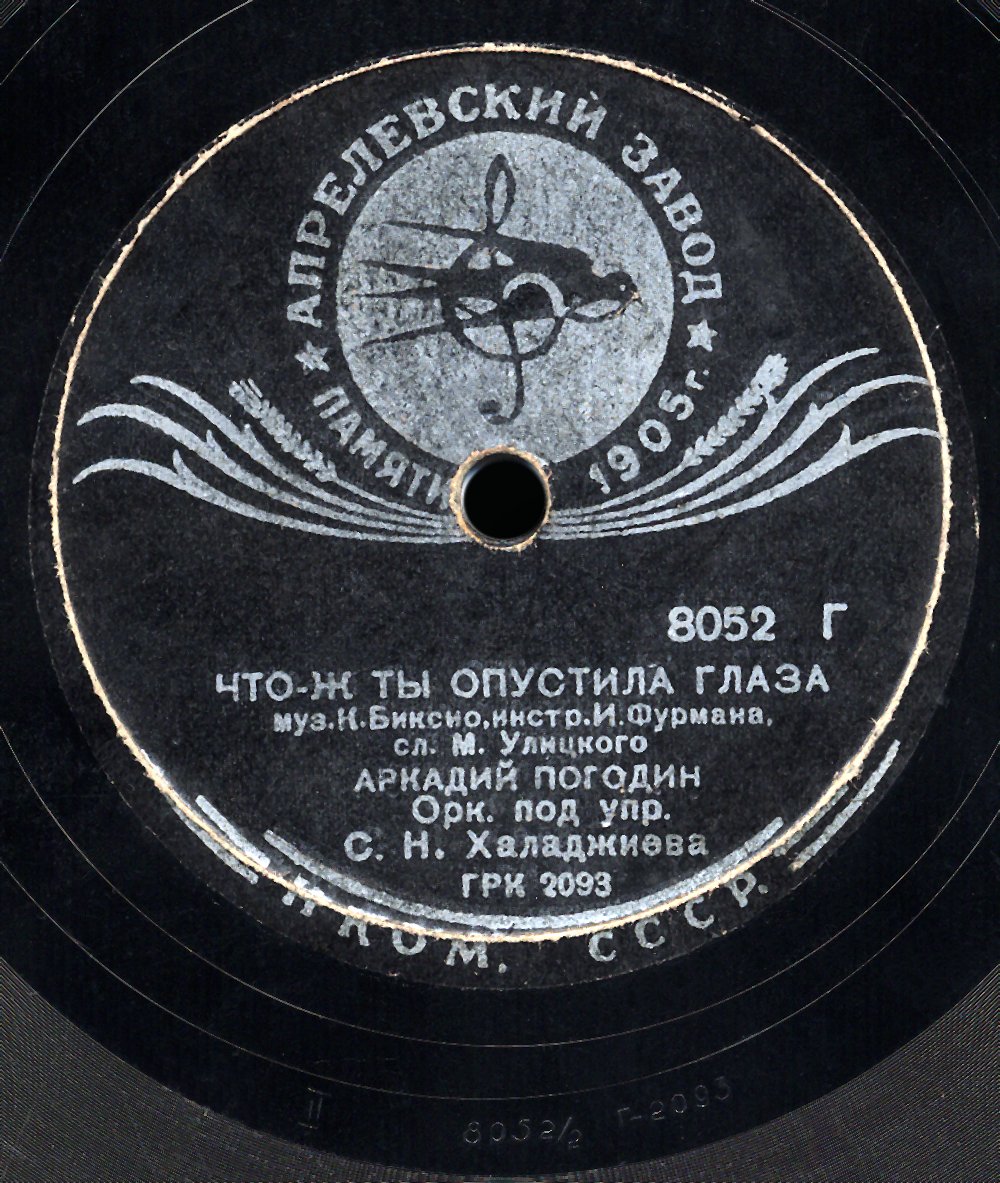 АПРЕЛЕВСКИЙ ЗАВОД
ПАМЯТИ 1905 г.
8052 Г
ЧТО-Ж ТЫ ОПУСТИЛА ГЛАЗА
муз. К. Биксио, инстр. И. Фурмана,
сл. М. Улицкого
АРКАДИЙ ПОГОДИН
Орк. под упр.
С. Н. Халаджиева
ГРК 2093
Н КОМ. СССР.
II 8052/2 Г-2093